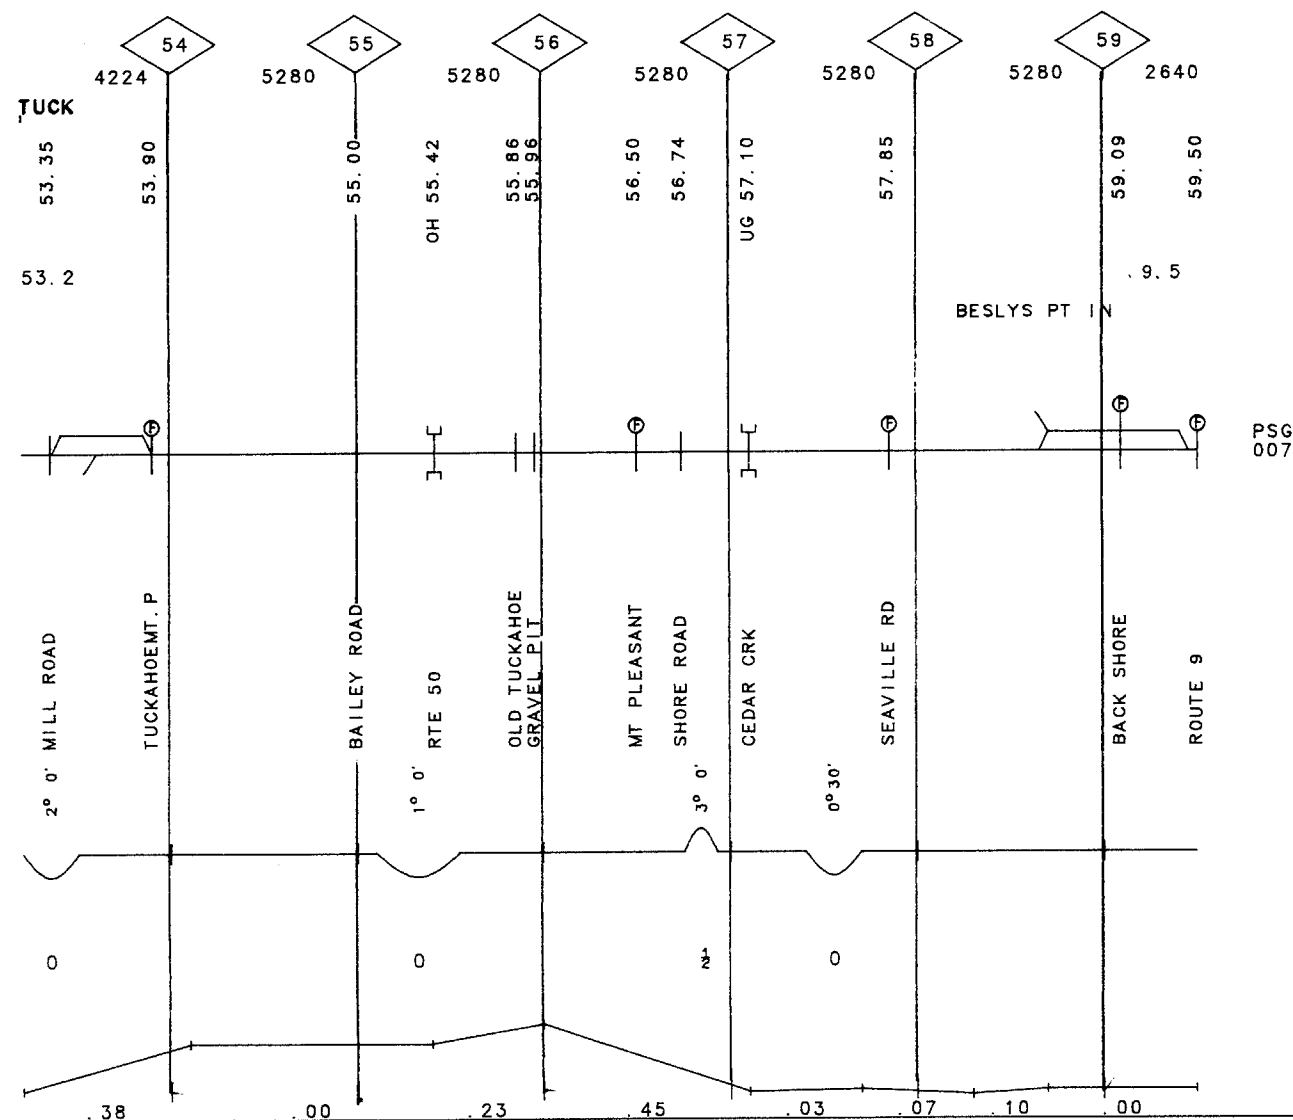 54 55 56 57 58 59
4224 5280 5280 5280 5280 5280 2640
TUCK
53.35
53.90
55.00
OH 55.42
55.86
55.96
56.50
56.74
UG 57.10
57.85
59.09
59.50
53.2
.9.5
BESLYS PT IN
F F F F F
PSG
007
2° 0' MILL ROAD
TUCKAHOEMT.P
BAILEY ROAD
1° 0'
RTE 50
OLD TUCKAHOE
GRAVEL PIT
MT PLEASANT
SHORE ROAD
3° 0'
CEDAR CRK
0°30'
SEAVILLE RD
BACK SHORE
ROUTE 9
0 0 ½ 0
.38 .00 .23 .45 .03 .07 .10 .00